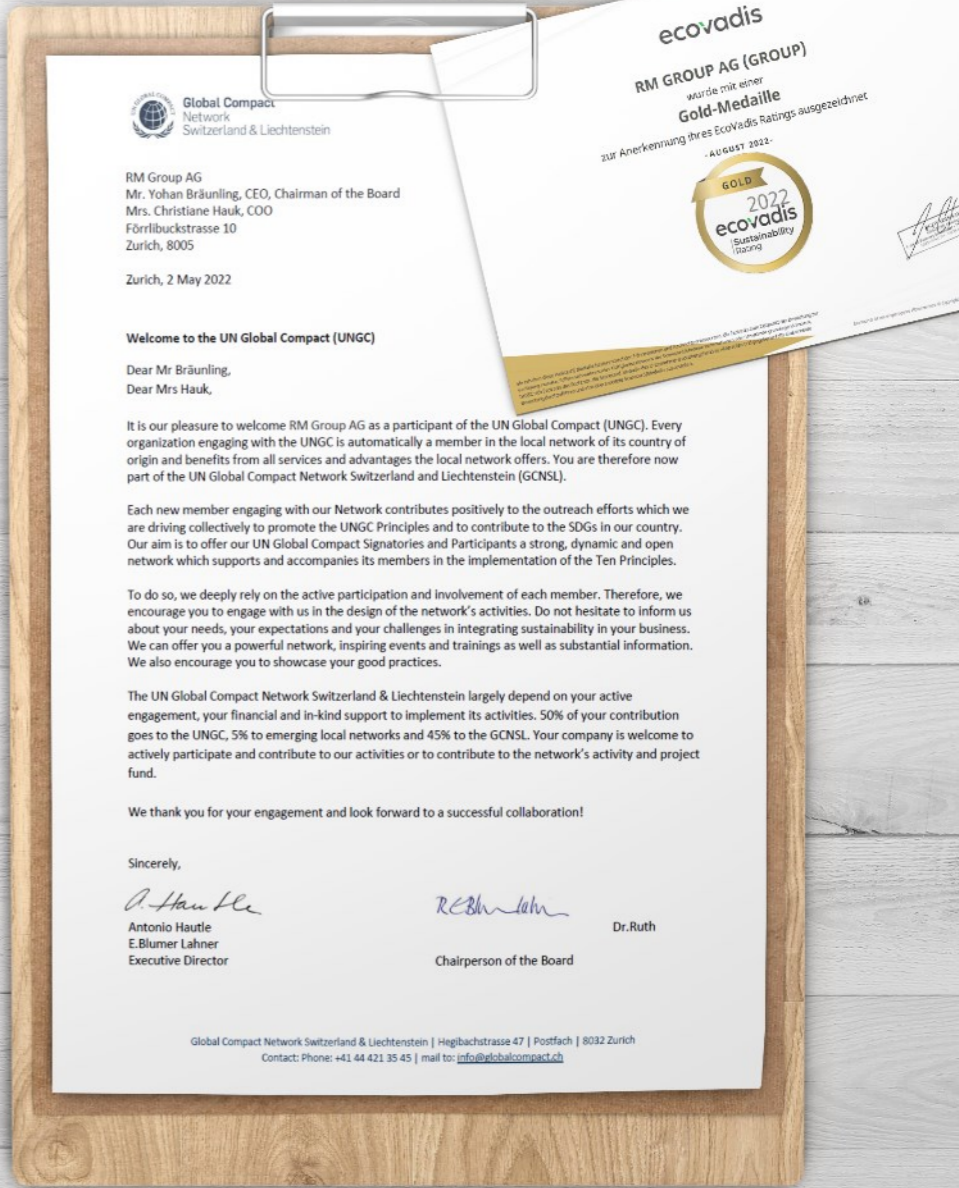 Global Compact
Network
Switzerland & Liechtenstein
RM Group AG
Mr. Yohan Bräunling, CEO, Chairman of the Board
Mrs. Christiane Hauk, COO
Förrlibuckstrasse 10
Zurich, 8005
Zurich, 2 May 2022
Welcome to the UN Global Compact (UNGC)
Dear Mr Bräunling,
Dear Mrs Hauk,
It is our pleasure to welcome RM Group AG as a participant of the UN Global Compact (UNGC). Every
organization engaging with the UNGC is automatically a member in the local network of its country of
origin and benefits from all services and advantages the local network offers. You are therefore now
part of the UN Global Compact Network Switzerland and Liechtenstein (GCNSL).
Each new member engaging with our Network contributes positively to the outreach efforts which we
are driving collectively to promote the UNGC Principles and to contribute to the SDGs in our country.
Our aim is to offer our UN Global Compact Signatories and Participants a strong, dynamic and open
network which supports and accompanies its members in the implementation of the Ten Principles.
To do so, we deeply rely on the active participation and involvement of each member. Therefore, we
encourage you to engage with us in the design of the network's activities. Do not hesitate to inform us
about your needs, your expectations and your challenges in integrating sustainability in your business.
We can offer you a powerful network, inspiring events and trainings as well as substantial information.
We also encourage you to showcase your good practices.
The UN Global Compact Network Switzerland & Liechtenstein largely depend on your active
engagement, your financial and in-kind support to implement its activities. 50% of your contribution
goes to the UNGC, 5% to emerging local networks and 45% to the GCNSL. Your company is welcome to
actively participate and contribute to our activities or to contribute to the network's activity and project
fund.
We thank you for your engagement and look forward to a successful collaboration!
Sincerely,
A. Hautle
Antonio Hautle Dr.Ruth
E.Blumer Lahner
Executive Director Chairperson of the Board
Global Compact Network Switzerland & Liechtenstein | Hegibachstrasse 47 | Postfach | 8032 Zurich
Contact: Phone: +41 44 421 35 45 | mail to: info@globalcompact.ch
ecovadis
RM GROUP AG (GROUP)
wurde mit einer
Gold-Medaille
zur Anerkennung ihres EcoVadis Ratings ausgezeichnet
- AUGUST 2022 -
GOLD
2022
ecovadis
Sustainability
Rating